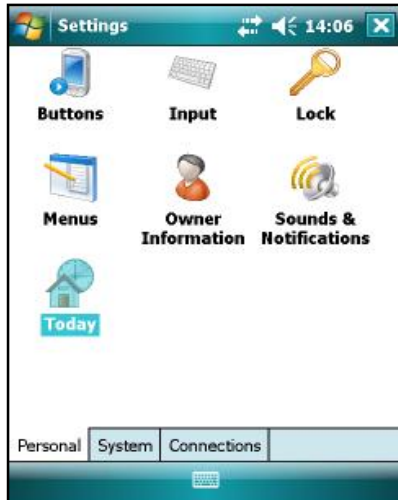 Settings 14:06
Buttons Input Lock
Menus Owner Information Sounds & Notifications
Today
Personal System Connections